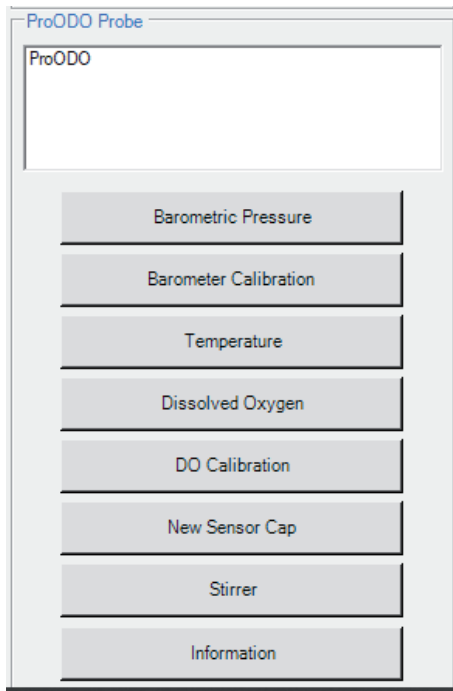 ProODO Probe
ProODO
Barometric Pressure
Barometer Calibration
Temperature
Dissolved Oxygen
DO Calibration
New Sensor Cap
Stirrer
Information